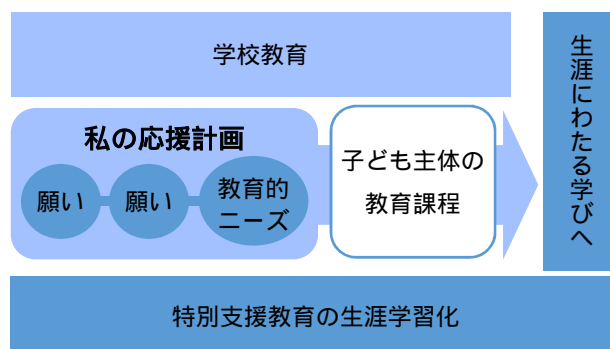 学校教育
私の応援計画
願い
願い
教育的
ニーズ
子ども主体の
教育課程
生涯にわたる学びへ
特別支援教育の生涯学習化